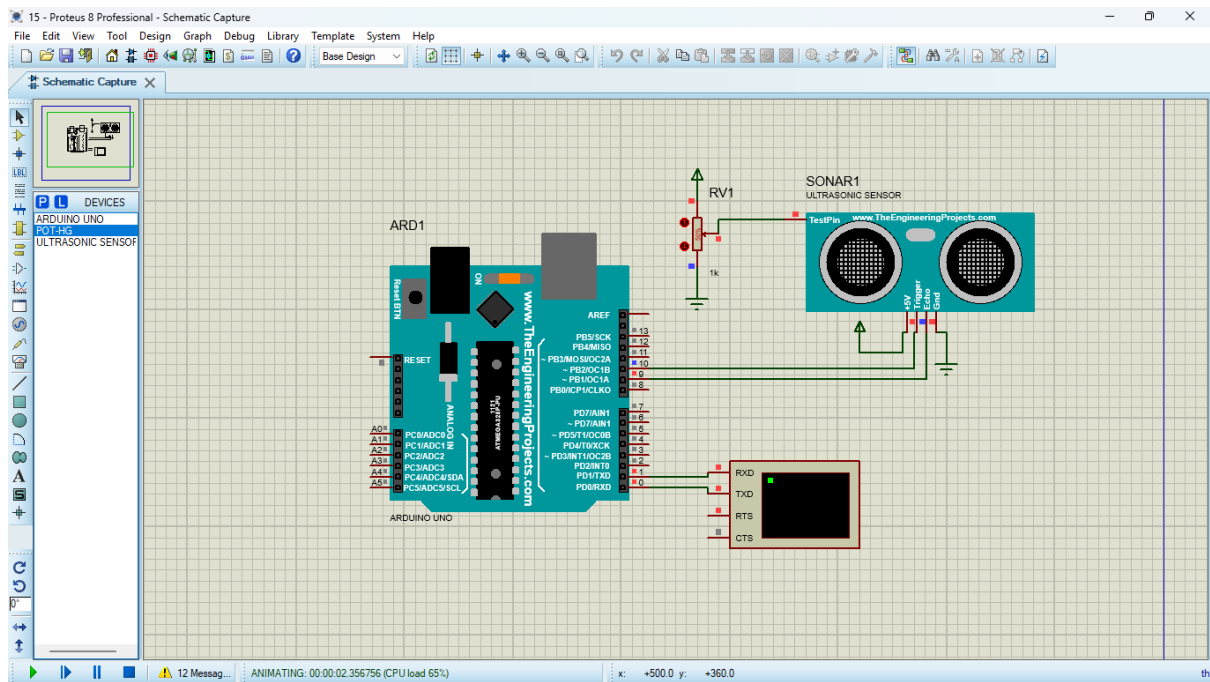 15 - Proteus 8 Professional - Schematic Capture
File Edit View Tool Design Graph Debug Library Template System Help
Base Design
Schematic Capture
P L DEVICES
ARDUINO UNO
POT-HG
ULTRASONIC SENSOR
LBL
A
S
0°
RV1
1k
SONAR1
ULTRASONIC SENSOR
TestPin www.TheEngineeringProjects.com
+5V
Trigger
Echo
Gnd
ARD1
ON
Reset BTN
www.TheEngineeringProjects.com
AREF
PB5/SCK 13
PB4/MISO 12
~ PB3/MOSI/OC2A 11
~ PB2/OC1B 10
~ PB1/OC1A 9
PB0/ICP1/CLKO 8
RESET
ANALOG IN
PD7/AIN1 7
~ PD7/AIN1 6
~ PD5/T1/OC0B 5
PD4/T0/XCK 4
~ PD3/INT1/OC2B 3
PD2/INT0 2
PD1/TXD 1
PD0/RXD 0
A0 PC0/ADC0
A1 PC1/ADC1
A2 PC2/ADC2
A3 PC3/ADC3
A4 PC4/ADC4/SDA
A5 PC5/ADC5/SCL
ARDUINO UNO
RXD
TXD
RTS
CTS
12 Messag... ANIMATING: 00:00:02.356756 (CPU load 65%) x: +500.0 y: +360.0 th